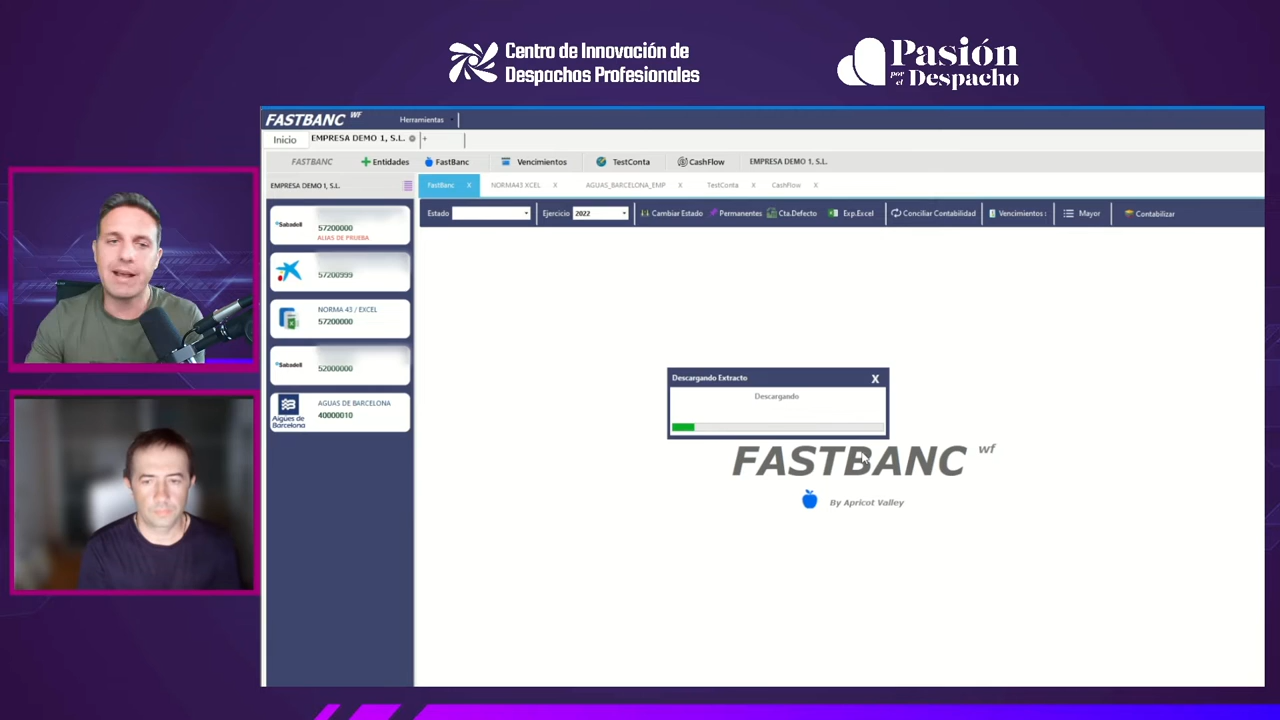 Centro de Innovación de
Despachos Profesionales
Pasión
por el Despacho
FASTBANC WF
Herramientas
Inicio
EMPRESA DEMO 1, S.L.
+
FASTBANC
Entidades
FastBanc
Vencimientos
TestConta
CashFlow
EMPRESA DEMO 1, S.L.
EMPRESA DEMO 1, S.L.
FastBanc X
NORMA43 XCEL X
AGUAS_BARCELONA_EMP X
TestConta X
Cashflow X
Estado
Ejercicio 2022
Cambiar Estado
Permanentes
Cta.Defecto
Exp.Excel
Conciliar Contabilidad
Vencimientos :
Mayor
Contabilizar
Sabadell
57200000
ALIAS DE PRUEBA
57200999
NORMA 43 / EXCEL
57200000
Sabadell
52000000
Aigües de
Barcelona
AGUAS DE BARCELONA
40000010
Descargando Extracto X
Descargando
FASTBANC wf
By Apricot Valley